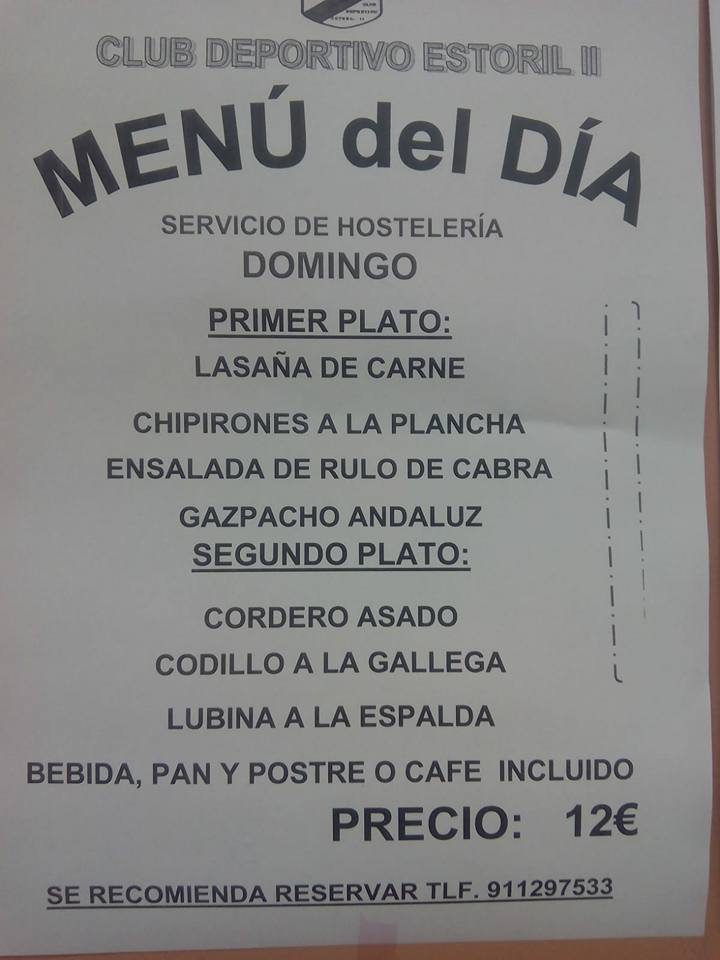 CLUB DEPORTIVO ESTORIL II
MENÚ del DÍA
SERVICIO DE HOSTELERÍA
DOMINGO
PRIMER PLATO:
LASAÑA DE CARNE
CHIPIRONES A LA PLANCHA
ENSALADA DE RULO DE CABRA
GAZPACHO ANDALUZ
SEGUNDO PLATO:
CORDERO ASADO
CODILLO A LA GALLEGA
LUBINA A LA ESPALDA
BEBIDA, PAN Y POSTRE O CAFE INCLUIDO
PRECIO: 12€
SE RECOMIENDA RESERVAR TLF. 911297533